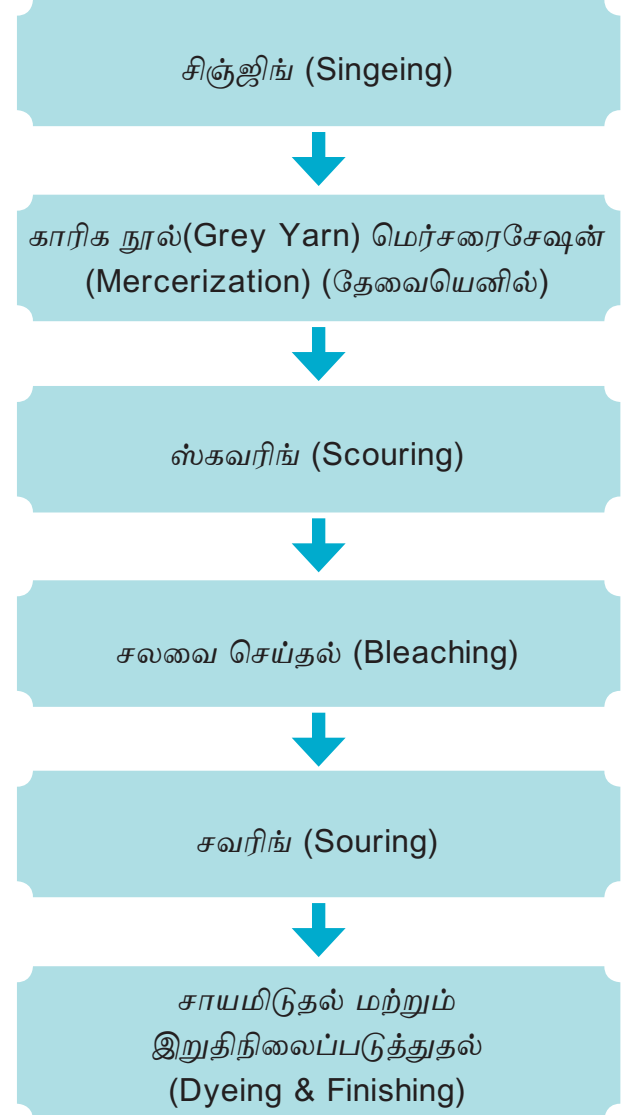 சிஞ்ஜிங் (Singeing)
காரிக நூல்(Grey Yarn) மெர்சரைசேஷன்
(Mercerization) (தேவையெனில்)
ஸ்கவரிங் (Scouring)
சலவை செய்தல் (Bleaching)
சவரிங் (Souring)
சாயமிடுதல் மற்றும்
இறுதிநிலைப்படுத்துதல்
(Dyeing & Finishing)